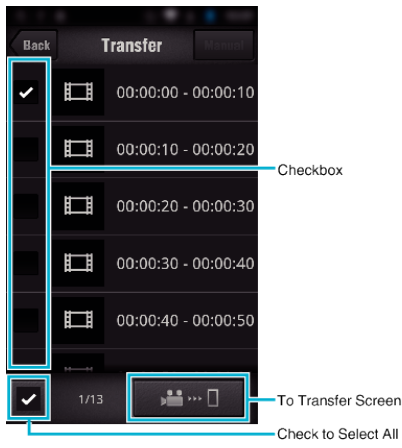 Back Transfer Manual
00:00:00 - 00:00:10
00:00:10 - 00:00:20
Checkbox
00:00:20 - 00:00:30
00:00:30 - 00:00:40
00:00:40 - 00:00:50
1/13
To Transfer Screen
Check to Select All